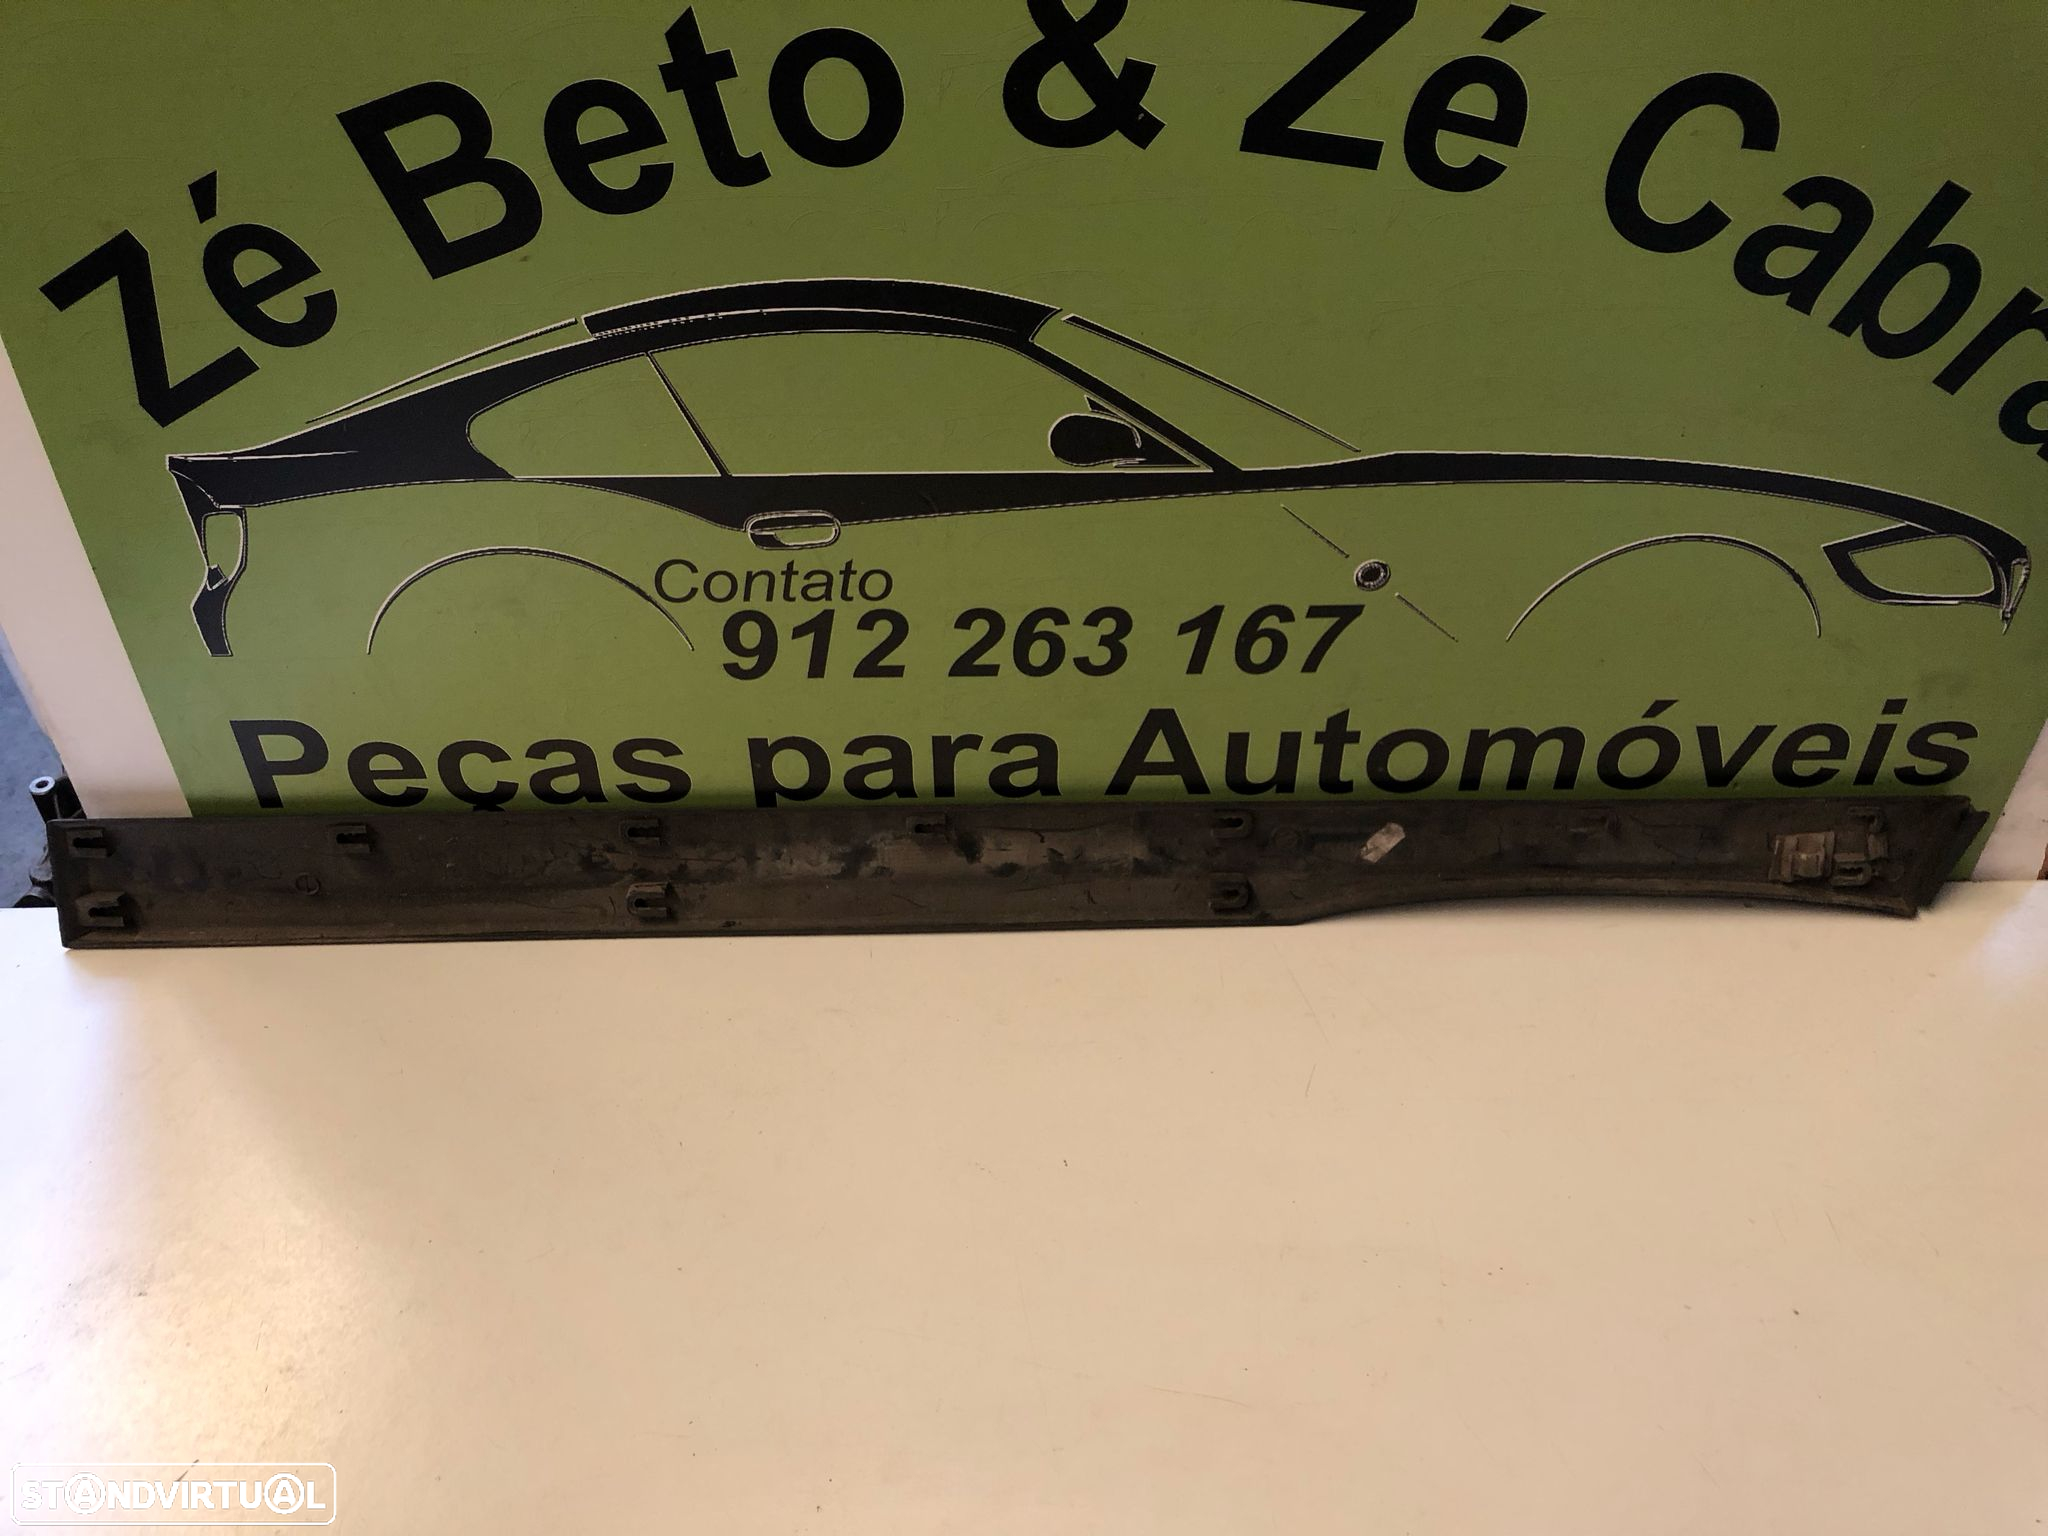 Zé Beto & Zé Cabra
Contato
912 263 167
Peças para Automóveis
STANDVIRTUAL